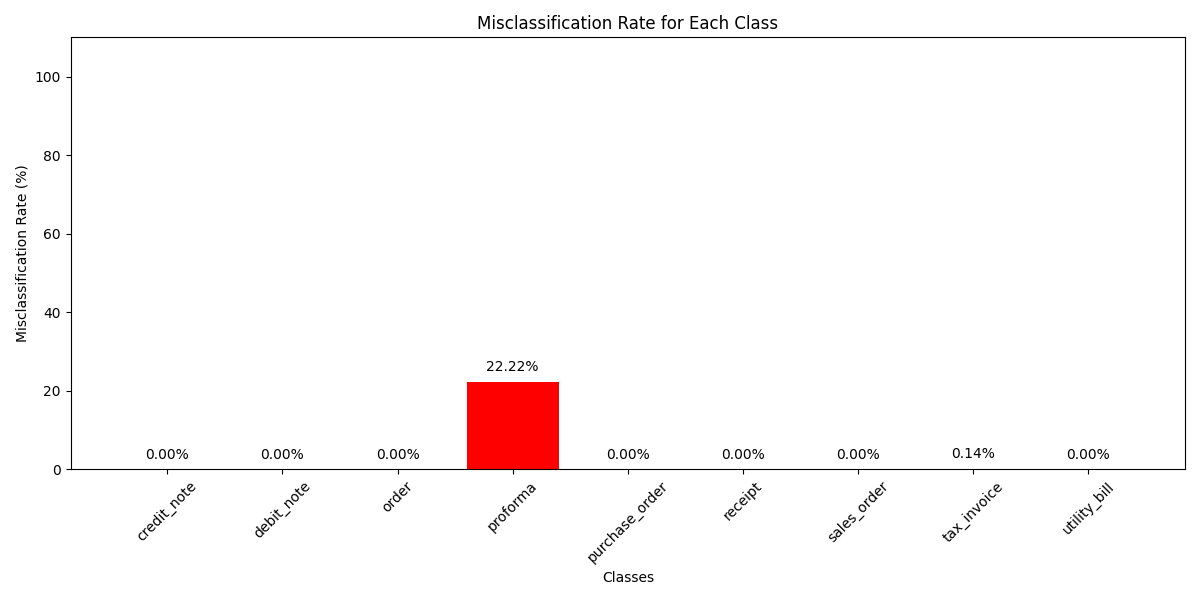 Misclassification Rate for Each Class
Misclassification Rate (%)
100
80
60
40
20
0
0.00%
0.00%
0.00%
22.22%
0.00%
0.00%
0.00%
0.14%
0.00%
credit_note
debit_note
order
proforma
purchase_order
receipt
sales_order
tax_invoice
utility_bill
Classes